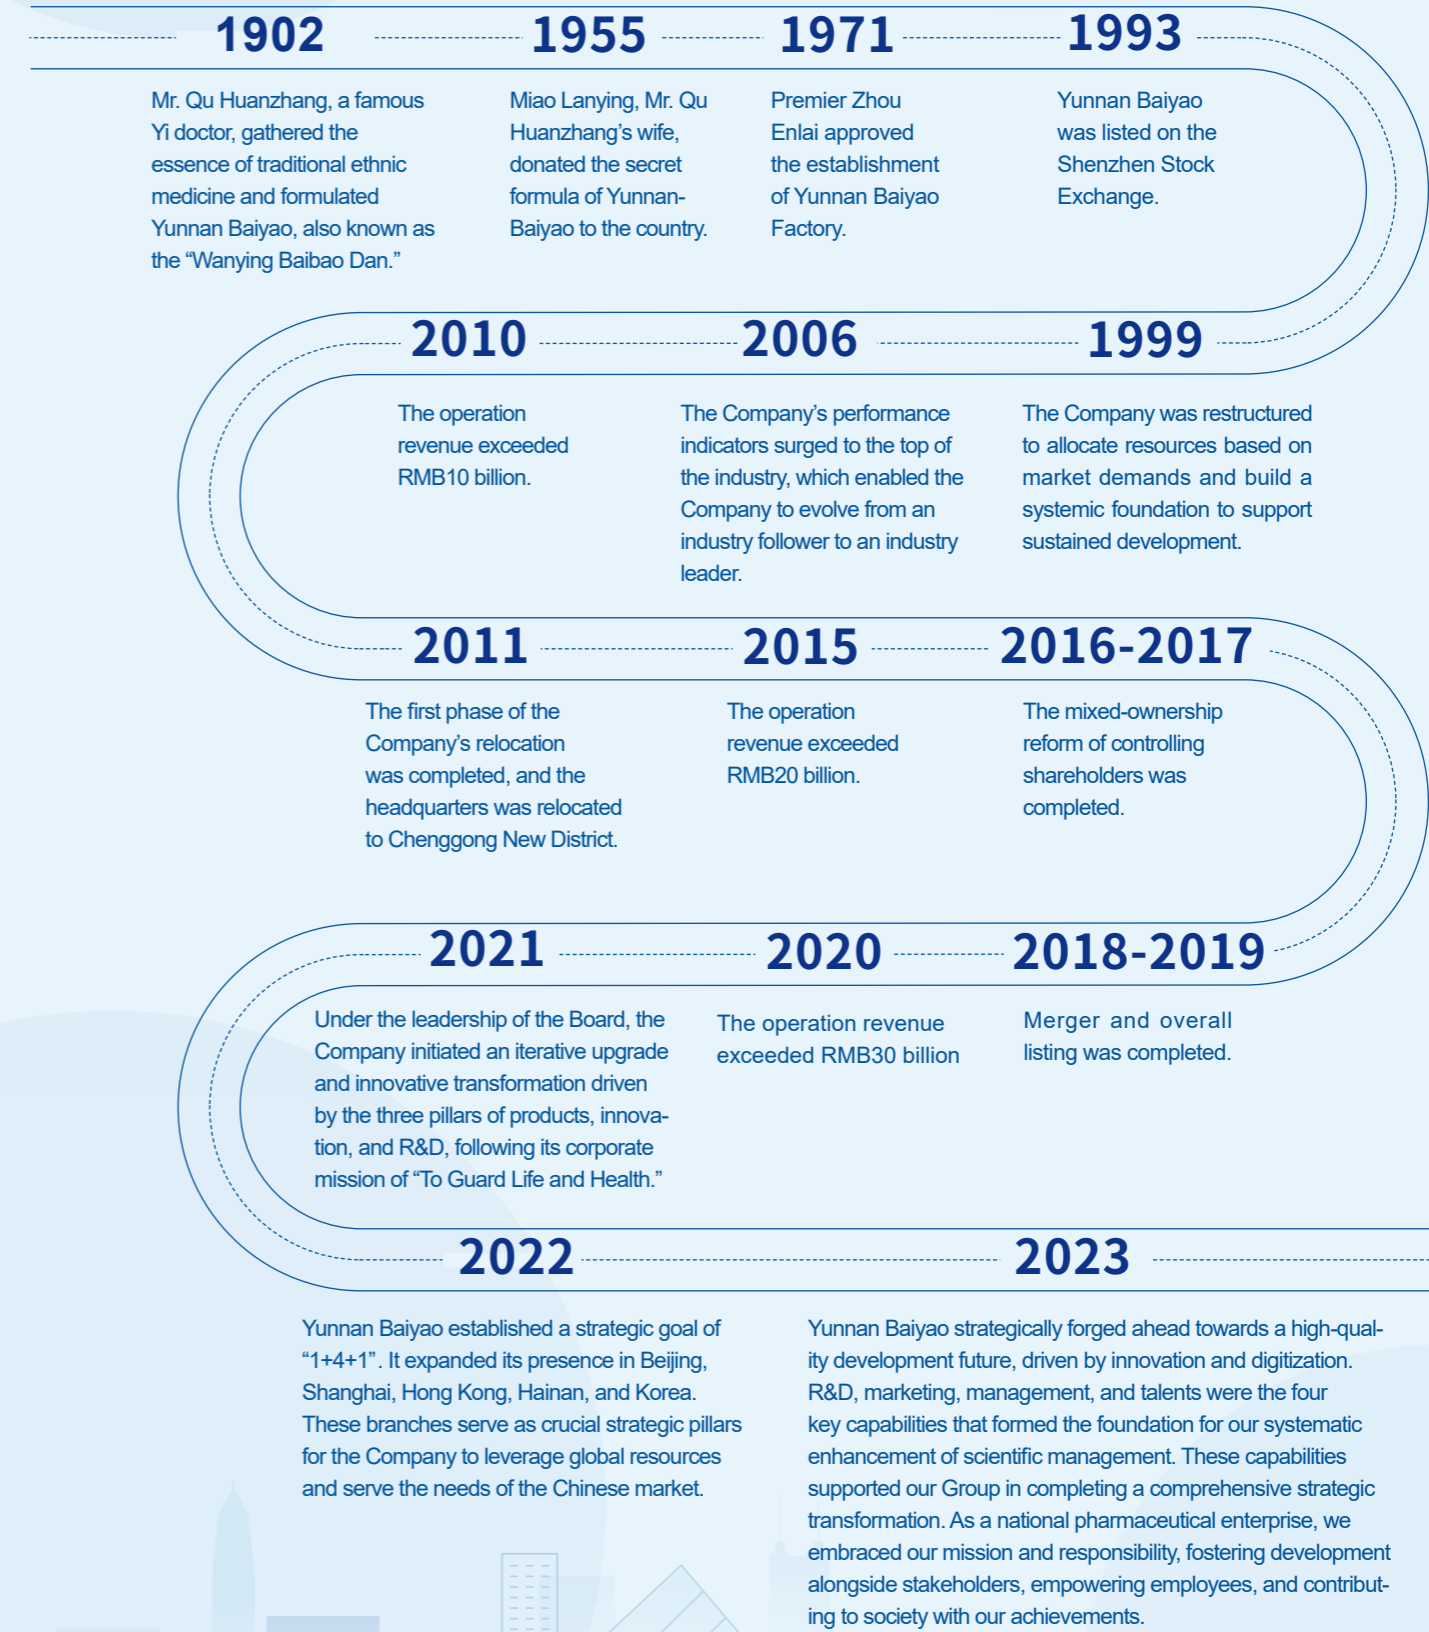 1902
Mr. Qu Huanzhang, a famous
Yi doctor, gathered the
essence of traditional ethnic
medicine and formulated
Yunnan Baiyao, also known as
the “Wanying Baibao Dan.”
1955
Miao Lanying, Mr. Qu
Huanzhang’s wife,
donated the secret
formula of Yunnan-
Baiyao to the country.
1971
Premier Zhou
Enlai approved
the establishment
of Yunnan Baiyao
Factory.
1993
Yunnan Baiyao
was listed on the
Shenzhen Stock
Exchange.
1999
The Company was restructured
to allocate resources based on
market demands and build a
systemic foundation to support
sustained development.
2006
The Company’s performance
indicators surged to the top of
the industry, which enabled the
Company to evolve from an
industry follower to an industry
leader.
2010
The operation
revenue exceeded
RMB10 billion.
2011
The first phase of the
Company’s relocation
was completed, and the
headquarters was relocated
to Chenggong New District.
2015
The operation
revenue exceeded
RMB20 billion.
2016-2017
The mixed-ownership
reform of controlling
shareholders was
completed.
2018-2019
Merger and overall
listing was completed.
2020
The operation revenue
exceeded RMB30 billion
2021
Under the leadership of the Board, the
Company initiated an iterative upgrade
and innovative transformation driven
by the three pillars of products, innova-
tion, and R&D, following its corporate
mission of “To Guard Life and Health.”
2022
Yunnan Baiyao established a strategic goal of
“1+4+1”. It expanded its presence in Beijing,
Shanghai, Hong Kong, Hainan, and Korea.
These branches serve as crucial strategic pillars
for the Company to leverage global resources
and serve the needs of the Chinese market.
2023
Yunnan Baiyao strategically forged ahead towards a high-qual-
ity development future, driven by innovation and digitization.
R&D, marketing, management, and talents were the four
key capabilities that formed the foundation for our systematic
enhancement of scientific management. These capabilities
supported our Group in completing a comprehensive strategic
transformation. As a national pharmaceutical enterprise, we
embraced our mission and responsibility, fostering development
alongside stakeholders, empowering employees, and contribut-
ing to society with our achievements.